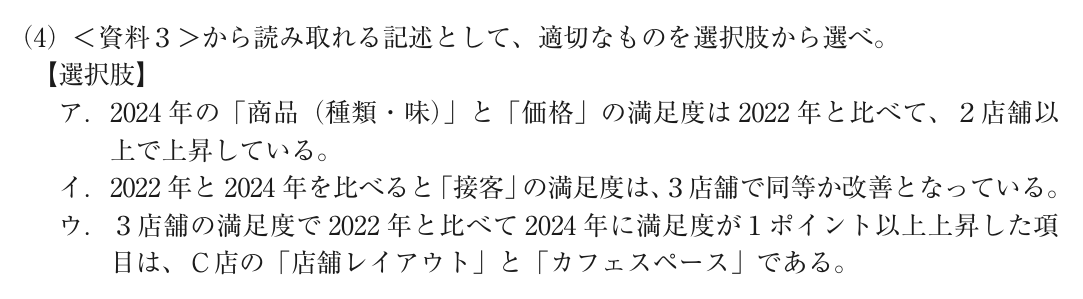 (4) ＜資料３＞から読み取れる記述として、適切なものを選択肢から選べ。
【選択肢】
ア．2024年の「商品（種類・味）」と「価格」の満足度は2022年と比べて、２店舗以
上で上昇している。
イ．2022年と2024年を比べると「接客」の満足度は、３店舗で同等か改善となっている。
ウ．３店舗の満足度で2022年と比べて2024年に満足度が１ポイント以上上昇した項
目は、Ｃ店の「店舗レイアウト」と「カフェスペース」である。